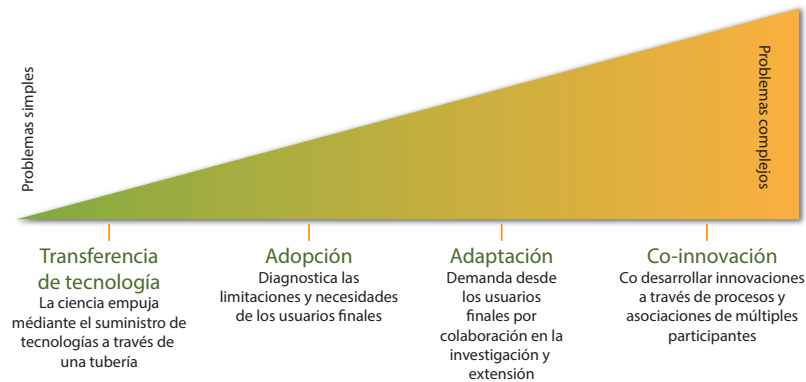 Problemas simples
Problemas complejos
Transferencia
de tecnología
La ciencia empuja
médiante el suministro de
tecnologías a través de
una tubería
Adopción
Diagnostica las
limitaciones y necesidades
de los usuarios finales
Adaptación
Demanda desde
los usuarios
finales por
colaboración en la
investigación y
extensión
Co-innovación
Co desarrollar innovaciones
a través de procesos y
asociaciones de múltiples
participantes